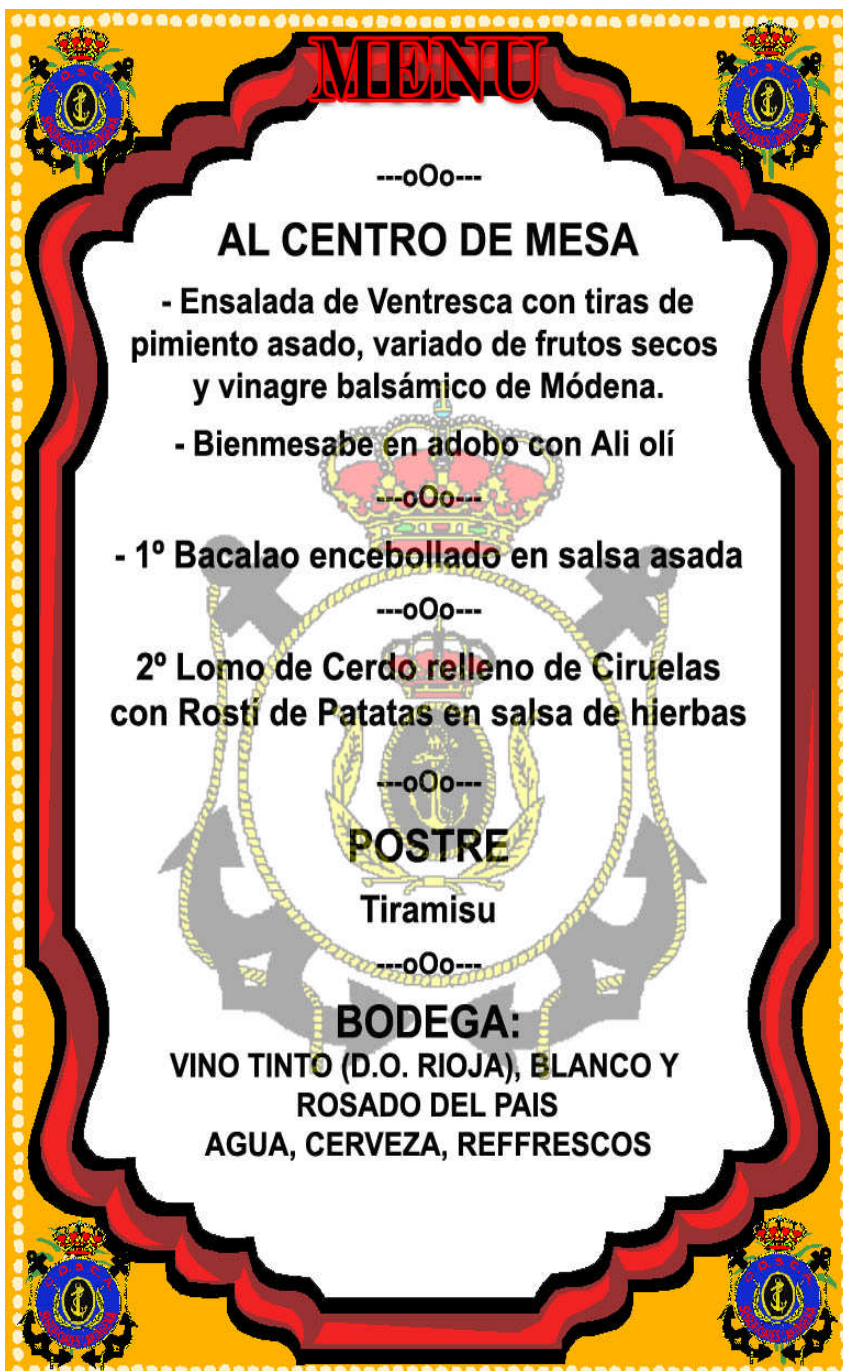 MENU
---oOo---
AL CENTRO DE MESA
- Ensalada de Ventresca con tiras de
pimiento asado, variado de frutos secos
y vinagre balsámico de Módena.
- Bienmesabe en adobo con Ali olí
---oOo---
- 1º Bacalao encebollado en salsa asada
---oOo---
2º Lomo de Cerdo relleno de Ciruelas
con Rosti de Patatas en salsa de hierbas
---oOo---
POSTRE
Tiramisu
---oOo---
BODEGA:
VINO TINTO (D.O. RIOJA), BLANCO Y
ROSADO DEL PAIS
AGUA, CERVEZA, REFFRESCOS